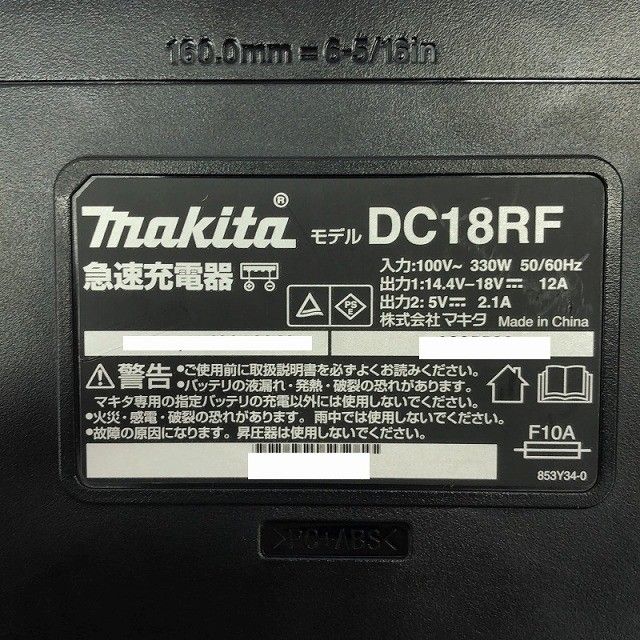 160.0mm = 6-5/16in
makita® モデル DC18RF
急速充電器
入力:100V~ 330W 50/60Hz
出力1:14.4V⎓18V⎓ 12A
出力2: 5V⎓ 2.1A
株式会社マキタ Made in China
PS
E
⚠警告 •ご使用前に取扱説明書を必ずよくお読みください。
•バッテリの液漏れ・発熱・破裂の恐れがあります。
マキタ専用の指定バッテリの充電以外には使用しないでください。
•火災・感電・破裂の恐れがあります。雨中では使用しないでください。
•故障の原因になります。昇圧器は使用しないでください。
F10A
853Y34-0
>PC+ABS<